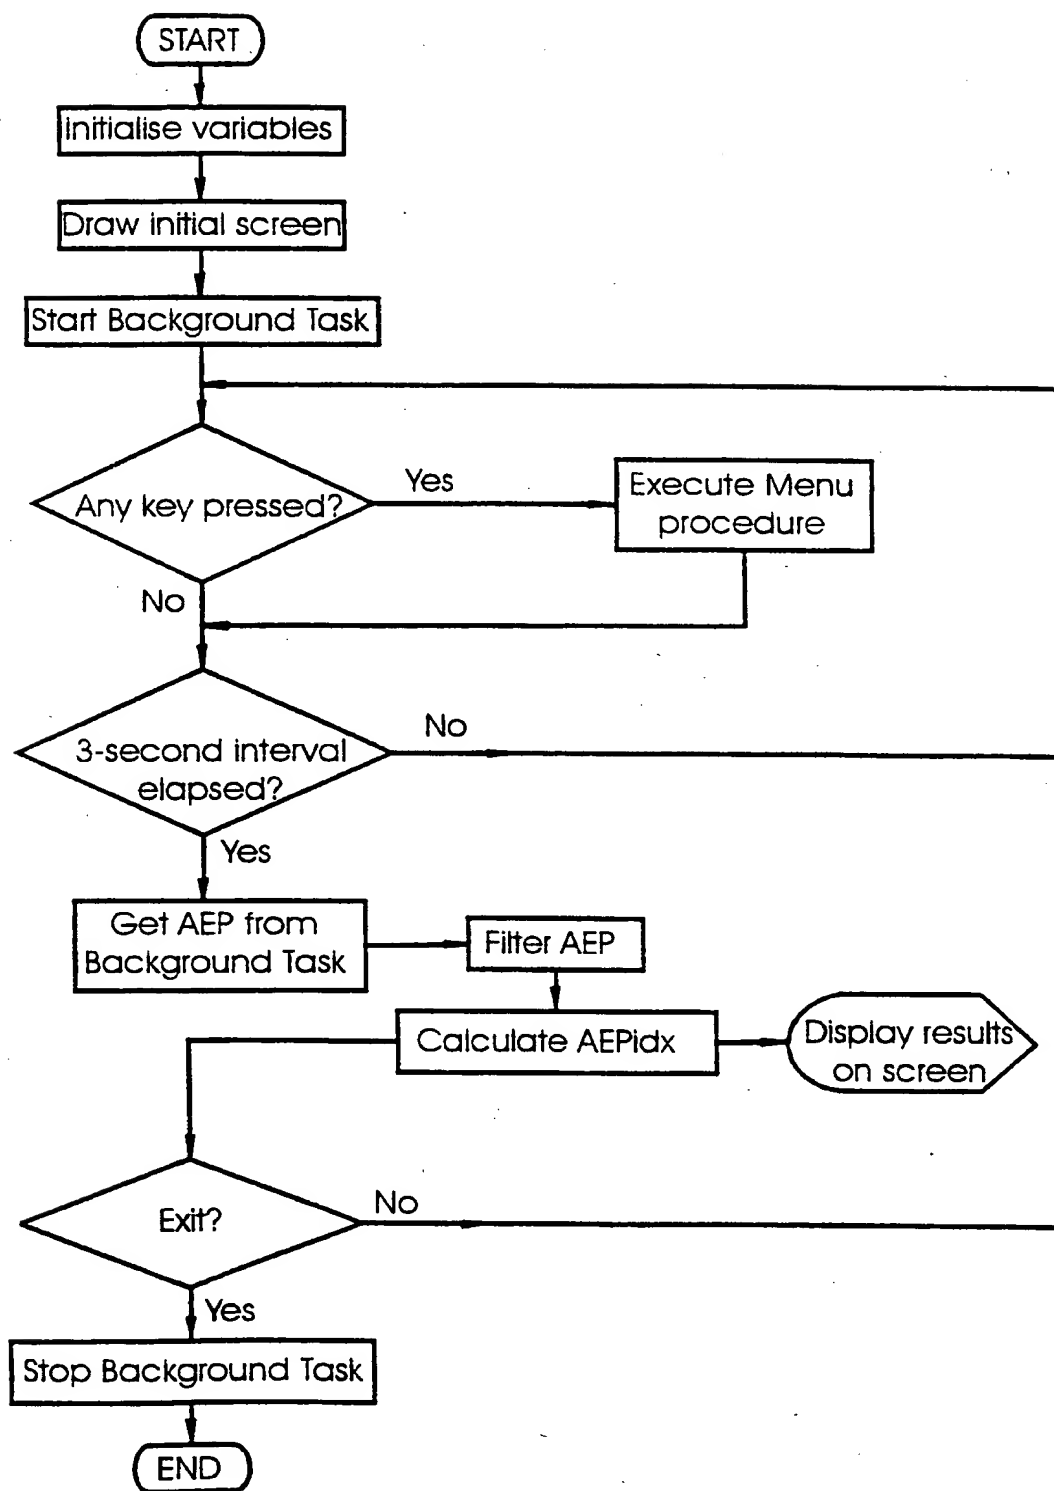 START
Initialise variables
Draw initial screen
Start Background Task
Any key pressed?
Yes
Execute Menu
procedure
No
3-second interval
elapsed?
No
Yes
Get AEP from
Background Task
Filter AEP
Calculate AEPidx
Display results
on screen
Exit?
No
Yes
Stop Background Task
END